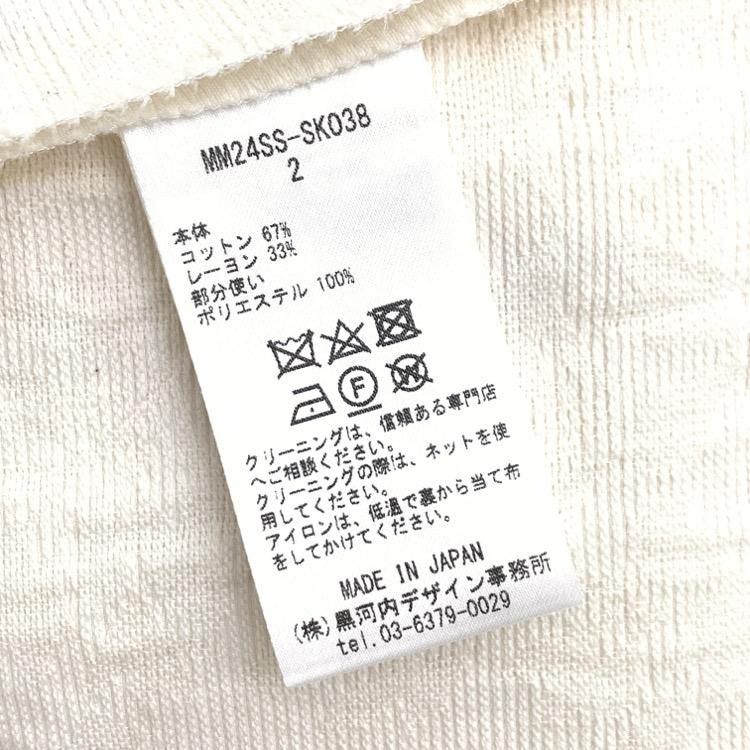 MM24SS-SK038
2
本体
コットン 67%
レーヨン 33%
部分使い
ポリエステル 100%
F
W
クリーニングは、信頼ある専門店
へご相談ください。
クリーニングの際は、ネットを使
用してください。
アイロンは、低温で裏から当て布
をしてかけてください。
MADE IN JAPAN
(株)黒河内デザイン事務所
tel.03-6379-0029